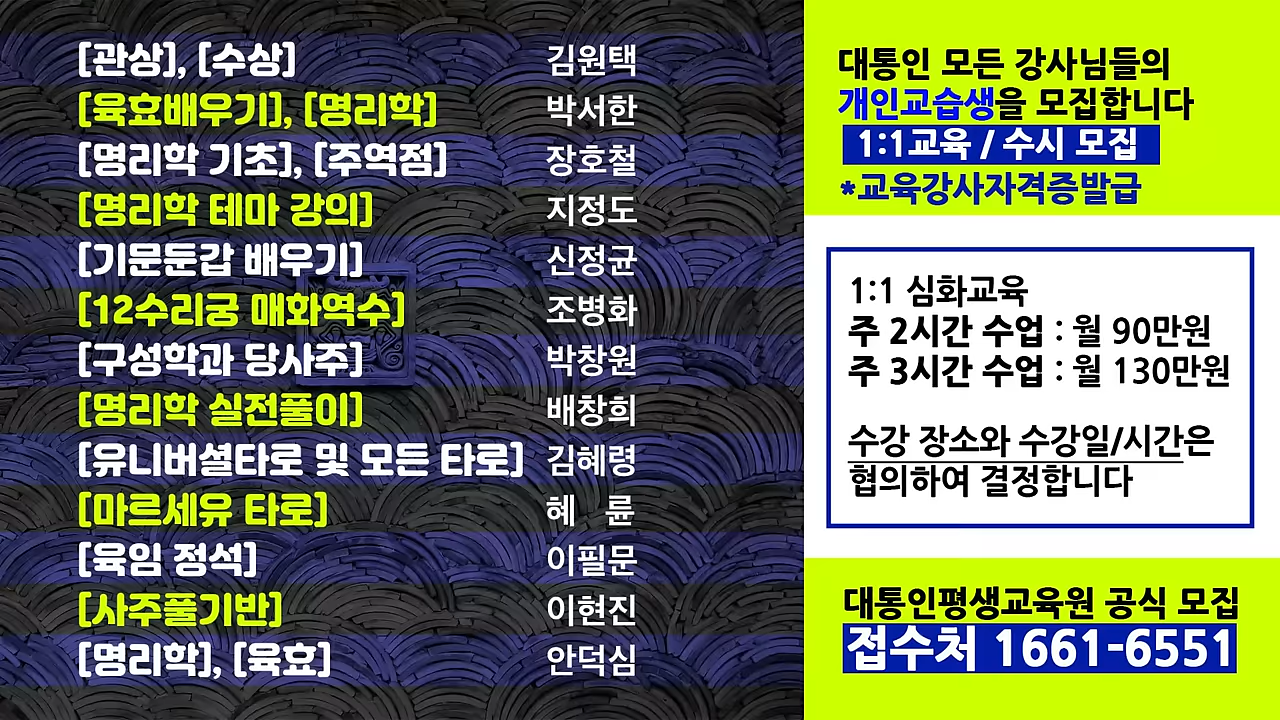 [관상], [수상] 김원택
[육효배우기], [명리학] 박서한
[명리학 기초], [주역점] 장호철
[명리학 테마 강의] 지정도
[기문둔갑 배우기] 신정균
[12수리궁 매화역수] 조병화
[구성학과 당사주] 박창원
[명리학 실전풀이] 배창희
[유니버셜타로 및 모든 타로] 김혜령
[마르세유 타로] 혜 륜
[육임 정석] 이필문
[사주풀기반] 이현진
[명리학], [육효] 안덕심
대통인 모든 강사님들의
개인교습생을 모집합니다
1:1교육 / 수시 모집
*교육강사자격증발급
1:1 심화교육
주 2시간 수업 : 월 90만원
주 3시간 수업 : 월 130만원
수강 장소와 수강일/시간은
협의하여 결정합니다
대통인평생교육원 공식 모집
접수처 1661-6551